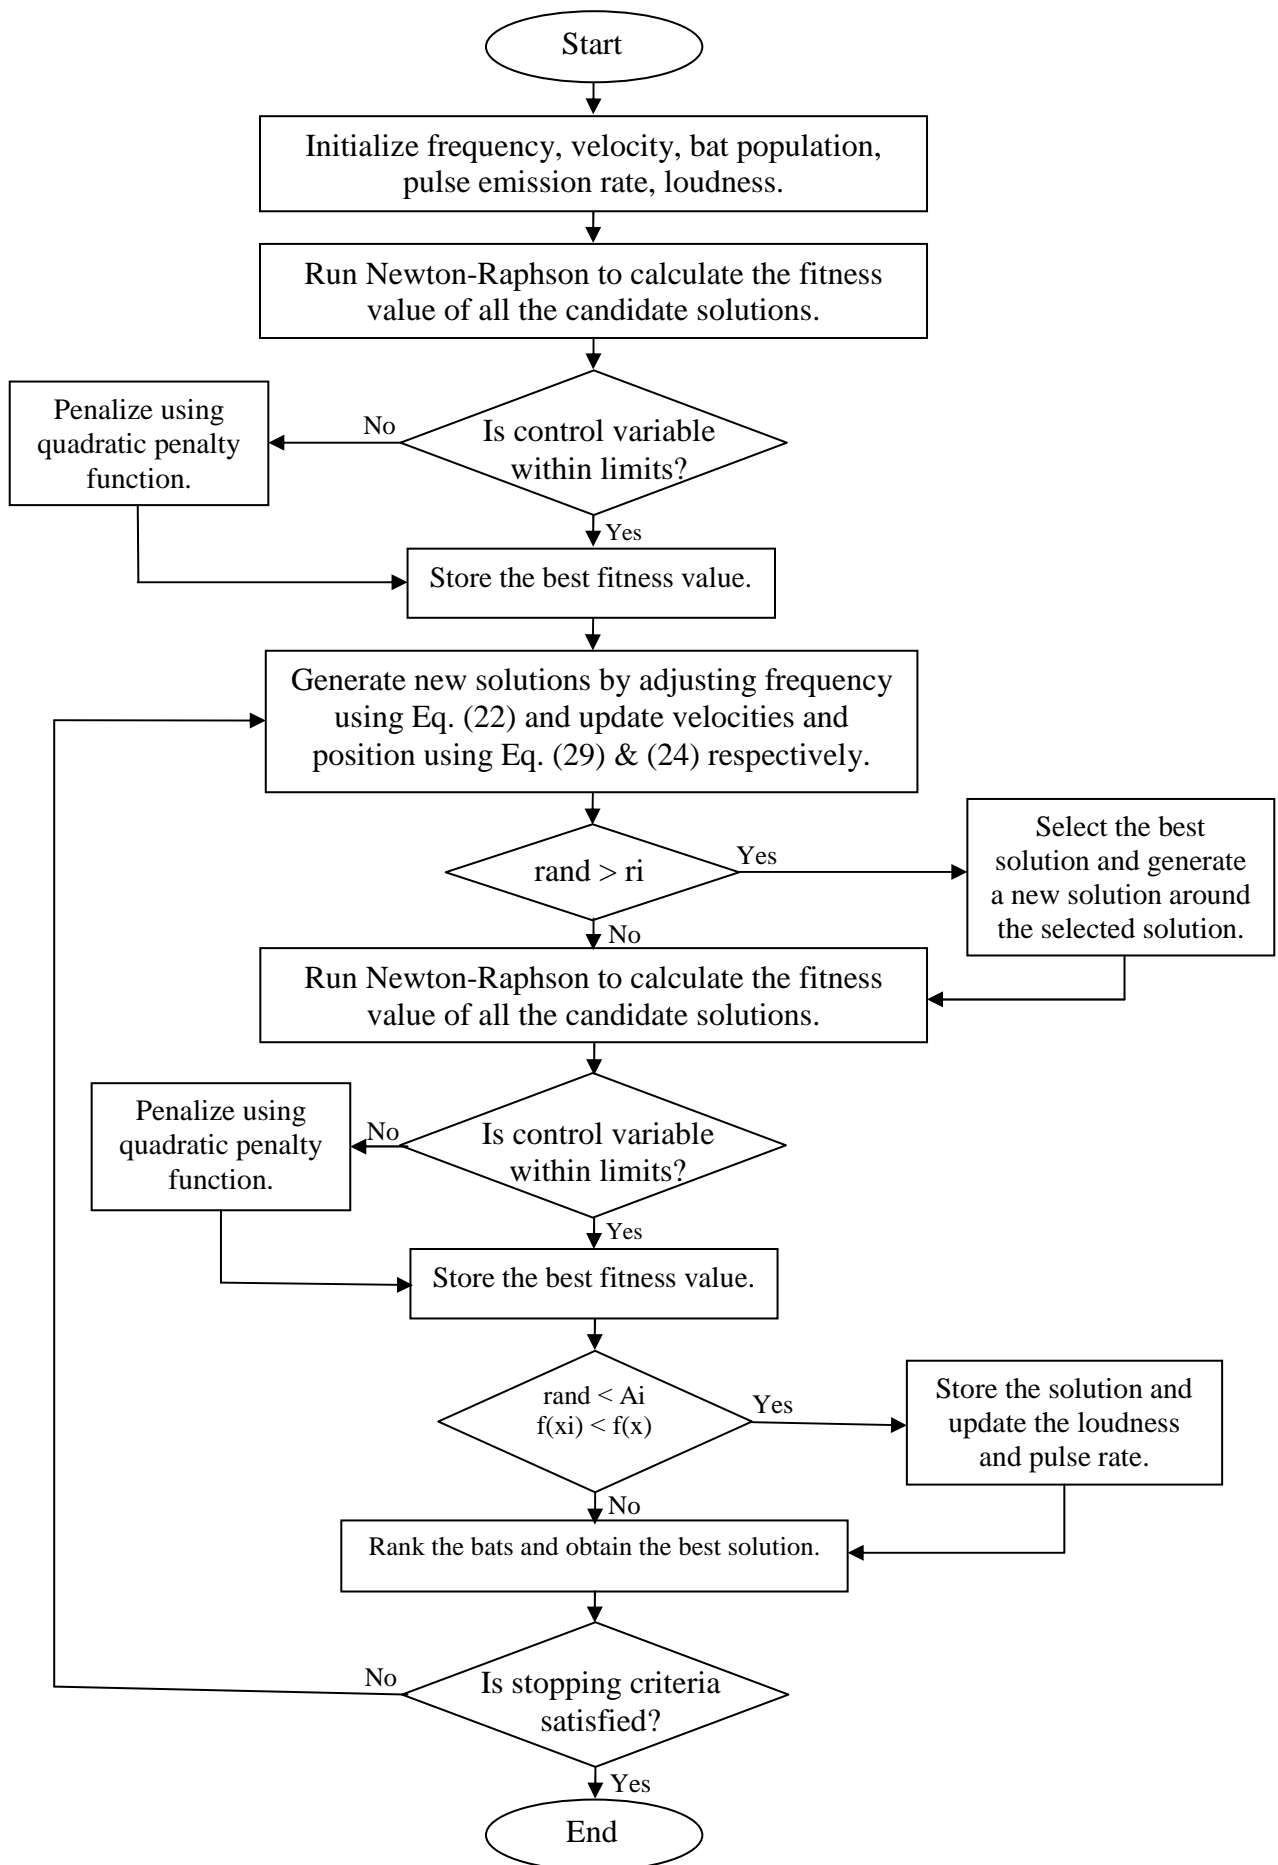 Start
Initialize frequency, velocity, bat population,
pulse emission rate, loudness.
Run Newton-Raphson to calculate the fitness
value of all the candidate solutions.
Penalize using
quadratic penalty
function.
No
Is control variable
within limits?
Yes
Store the best fitness value.
Generate new solutions by adjusting frequency
using Eq. (22) and update velocities and
position using Eq. (29) & (24) respectively.
rand > ri
Yes
Select the best
solution and generate
a new solution around
the selected solution.
No
Run Newton-Raphson to calculate the fitness
value of all the candidate solutions.
Penalize using
quadratic penalty
function.
No
Is control variable
within limits?
Yes
Store the best fitness value.
rand < Ai
f(xi) < f(x)
Yes
Store the solution and
update the loudness
and pulse rate.
No
Rank the bats and obtain the best solution.
No
Is stopping criteria
satisfied?
Yes
End